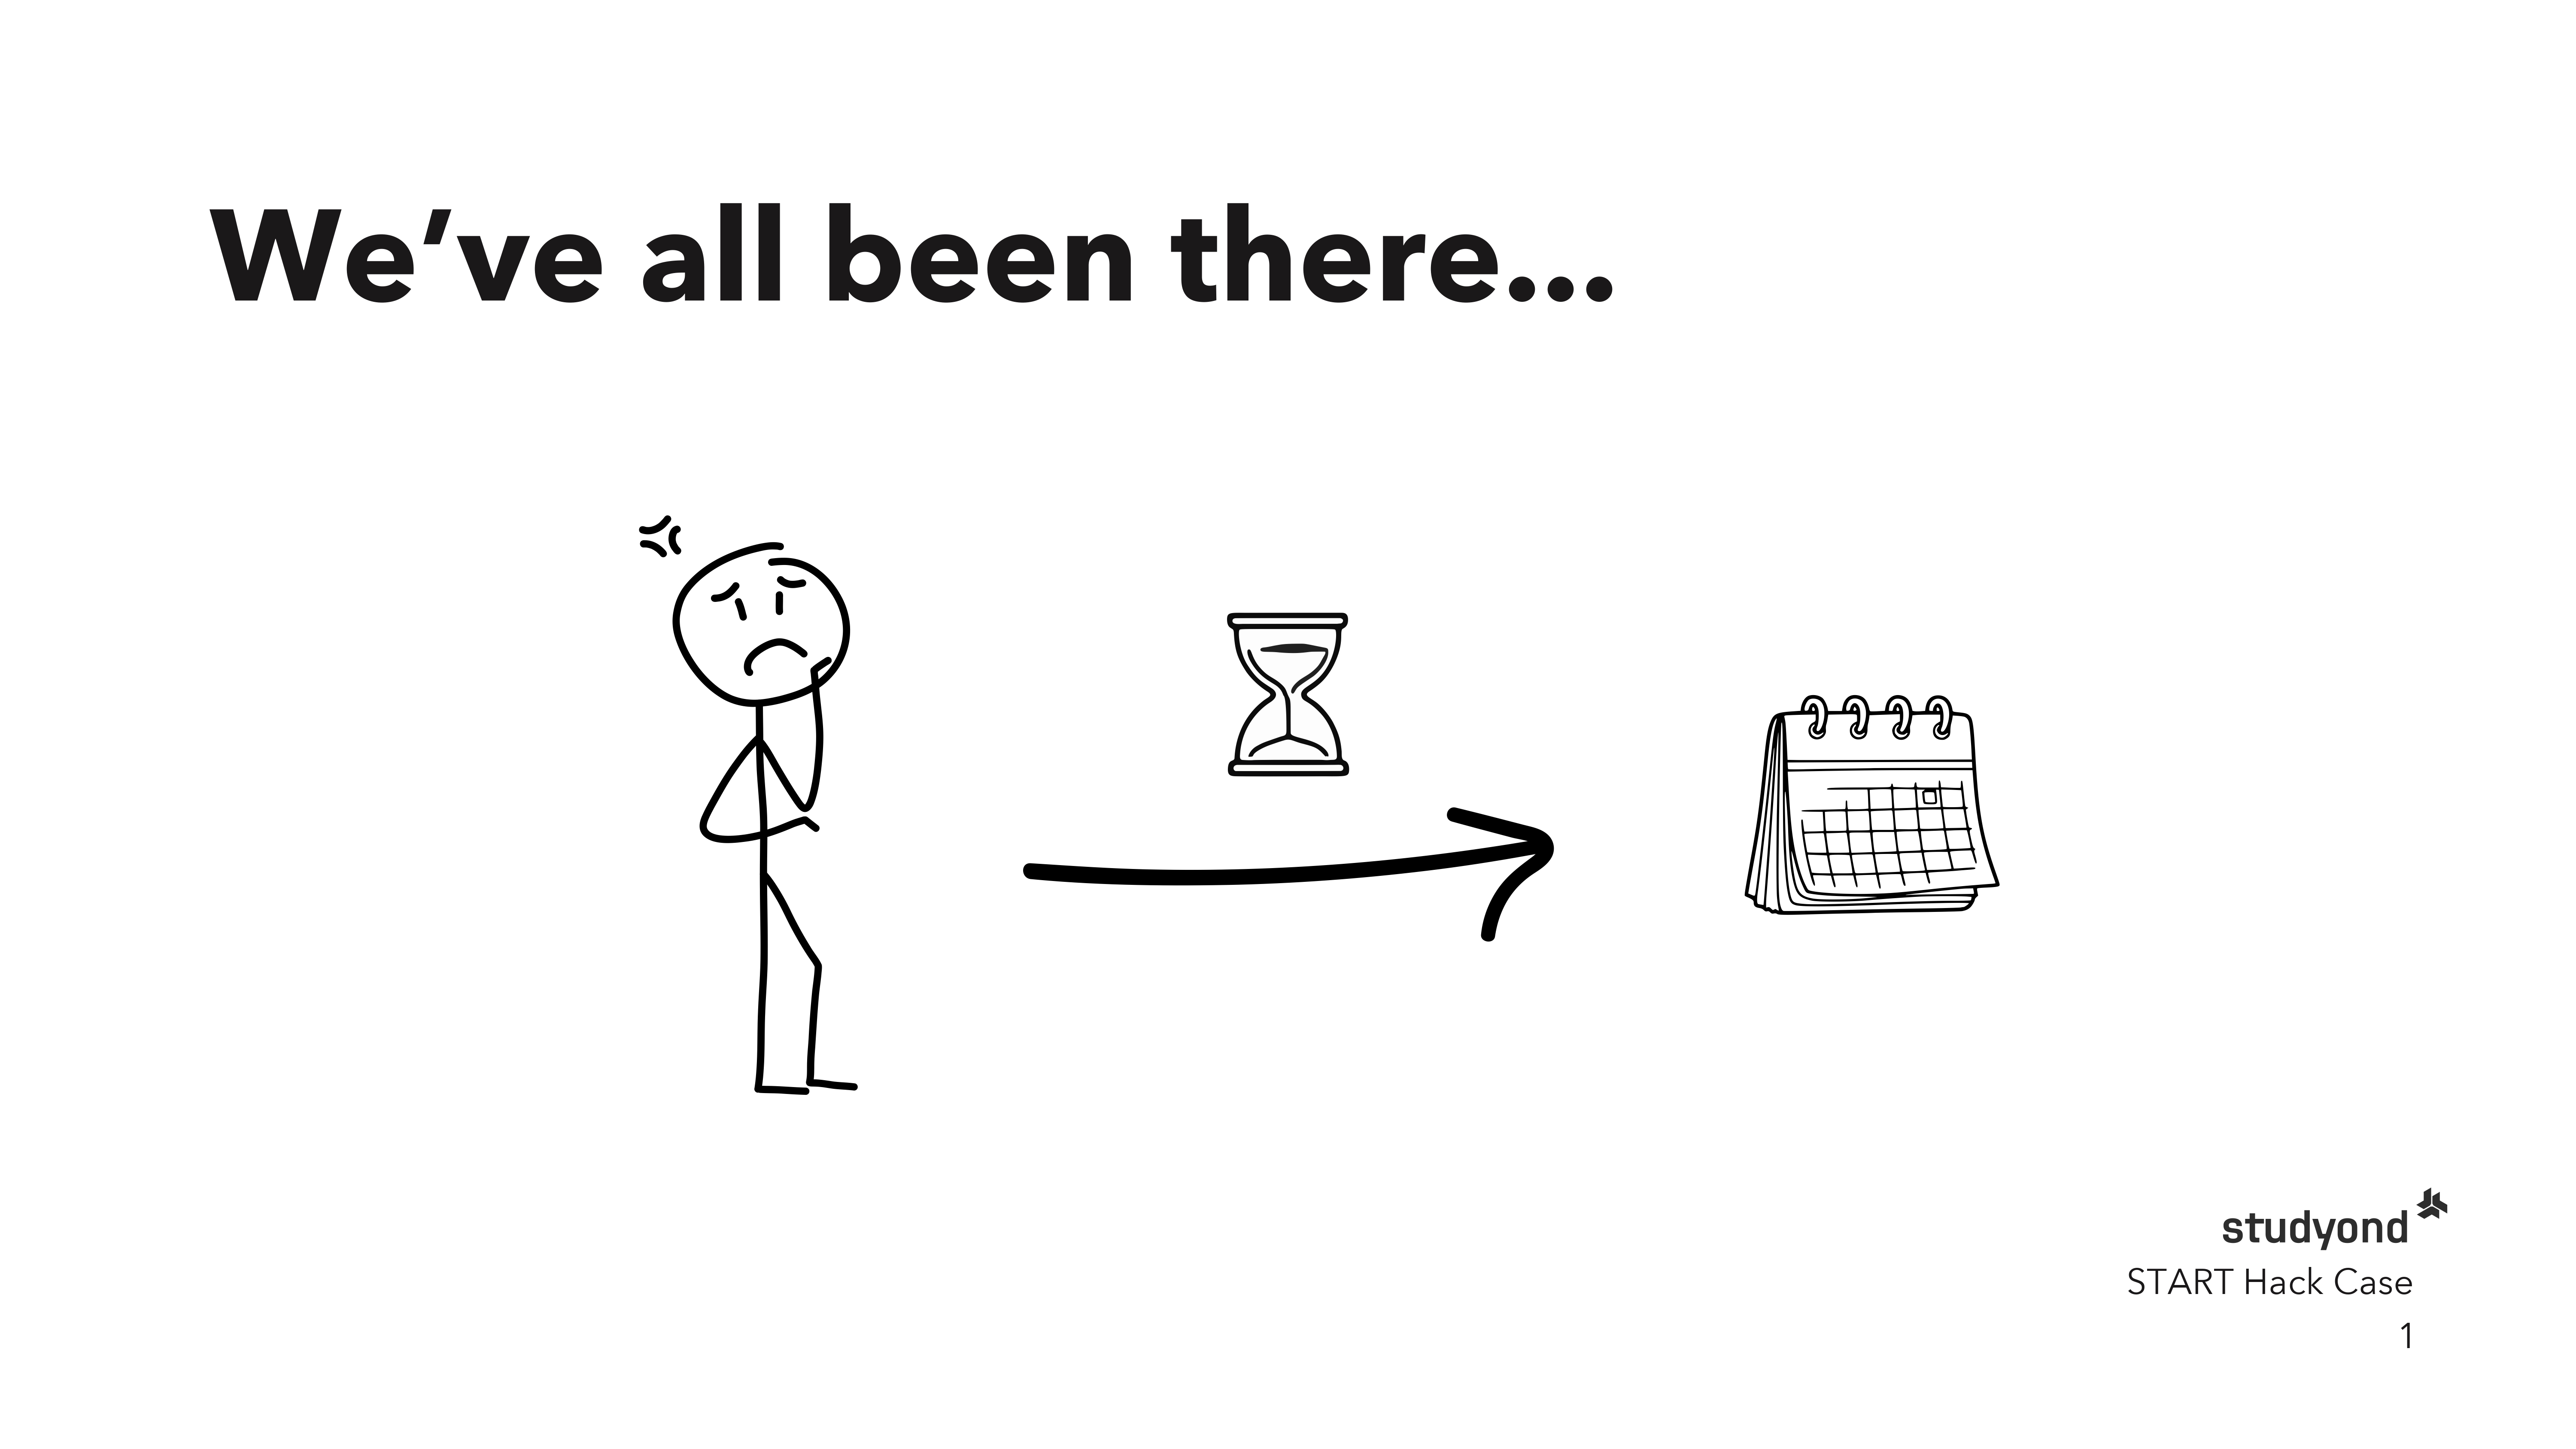 We’ve all been there...
studyond
START Hack Case
1